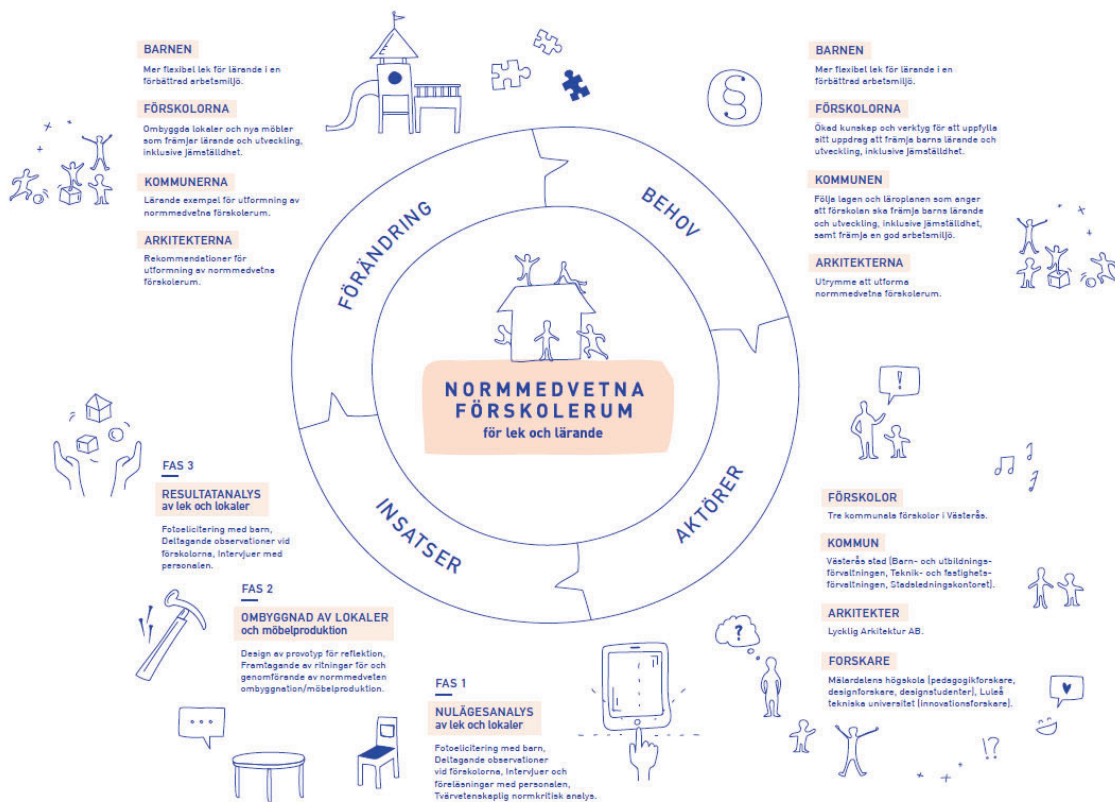 BARNEN
Mer flexibel lek för lärande i en
förbättrad arbetsmiljö.
FÖRSKOLORNA
Ombyggda lokaler och nya möbler
som främjar lärande och utveckling,
inklusive jämställdhet.
KOMMUNERNA
Lärande exempel för utformning av
normmedvetna förskolerum.
ARKITEKTERNA
Rekommendationer för
utformning av normmedvetna
förskolerum.
§
BARNEN
Mer flexibel lek för lärande i en
förbättrad arbetsmiljö.
FÖRSKOLORNA
Ökad kunskap och verktyg för att uppfylla
sitt uppdrag att främja barns lärande och
utveckling, inklusive jämställdhet.
KOMMUNEN
Följa lagen och läroplanen som anger
att förskolan ska främja barns lärande
och utveckling, inklusive jämställdhet,
samt främja en god arbetsmiljö.
ARKITEKTERNA
Utrymme att utforma
normmedvetna förskolerum.
FÖRÄNDRING
BEHOV
NORMMEDVETNA
FÖRSKOLERUM
för lek och lärande
INSATSER
AKTÖRER
!
FÖRSKOLOR
Tre kommunala förskolor i Västerås.
KOMMUN
Västerås stad (Barn- och utbildnings-
förvaltningen, Teknik- och fastighets-
förvaltningen, Stadsledningskontoret).
ARKITEKTER
Lycklig Arkitektur AB.
FORSKARE
Mälardalens högskola (pedagogikforskare,
designforskare, designstudenter), Luleå
tekniska universitet (innovationsforskare).
?
!?
FAS 3
RESULTATANALYS
av lek och lokaler
Fotoelicitering med barn,
Deltagande observationer vid
förskolorna, Intervjuer med
personalen.
FAS 2
OMBYGGNAD AV LOKALER
och möbelproduktion
Design av provotyp för reflektion,
Framtagande av ritningar för och
genomförande av normmedveten
ombyggnation/möbelproduktion.
...
FAS 1
NULÄGESANALYS
av lek och lokaler
Fotoelicitering med barn,
Deltagande observationer
vid förskolorna, Intervjuer och
föreläsningar med personalen,
Tvärvetenskaplig normkritisk analys.